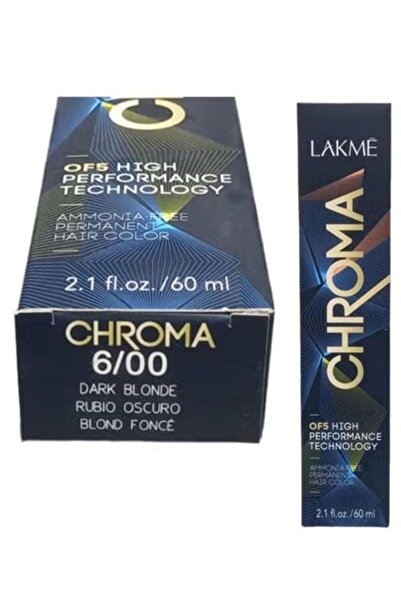 OF5 HIGH
PERFORMANCE
TECHNOLOGY
AMMONIA-FREE
PERMANENT
HAIR COLOR
2.1 fl.oz./60 ml
CHROMA
6/00
DARK BLONDE
RUBIO OSCURO
BLOND FONCÉ
LAKMĒ
CHROMA
OF5 HIGH
PERFORMANCE
TECHNOLOGY
AMMONIA-FREE
PERMANENT
HAIR COLOR
2.1 fl.oz./60 ml